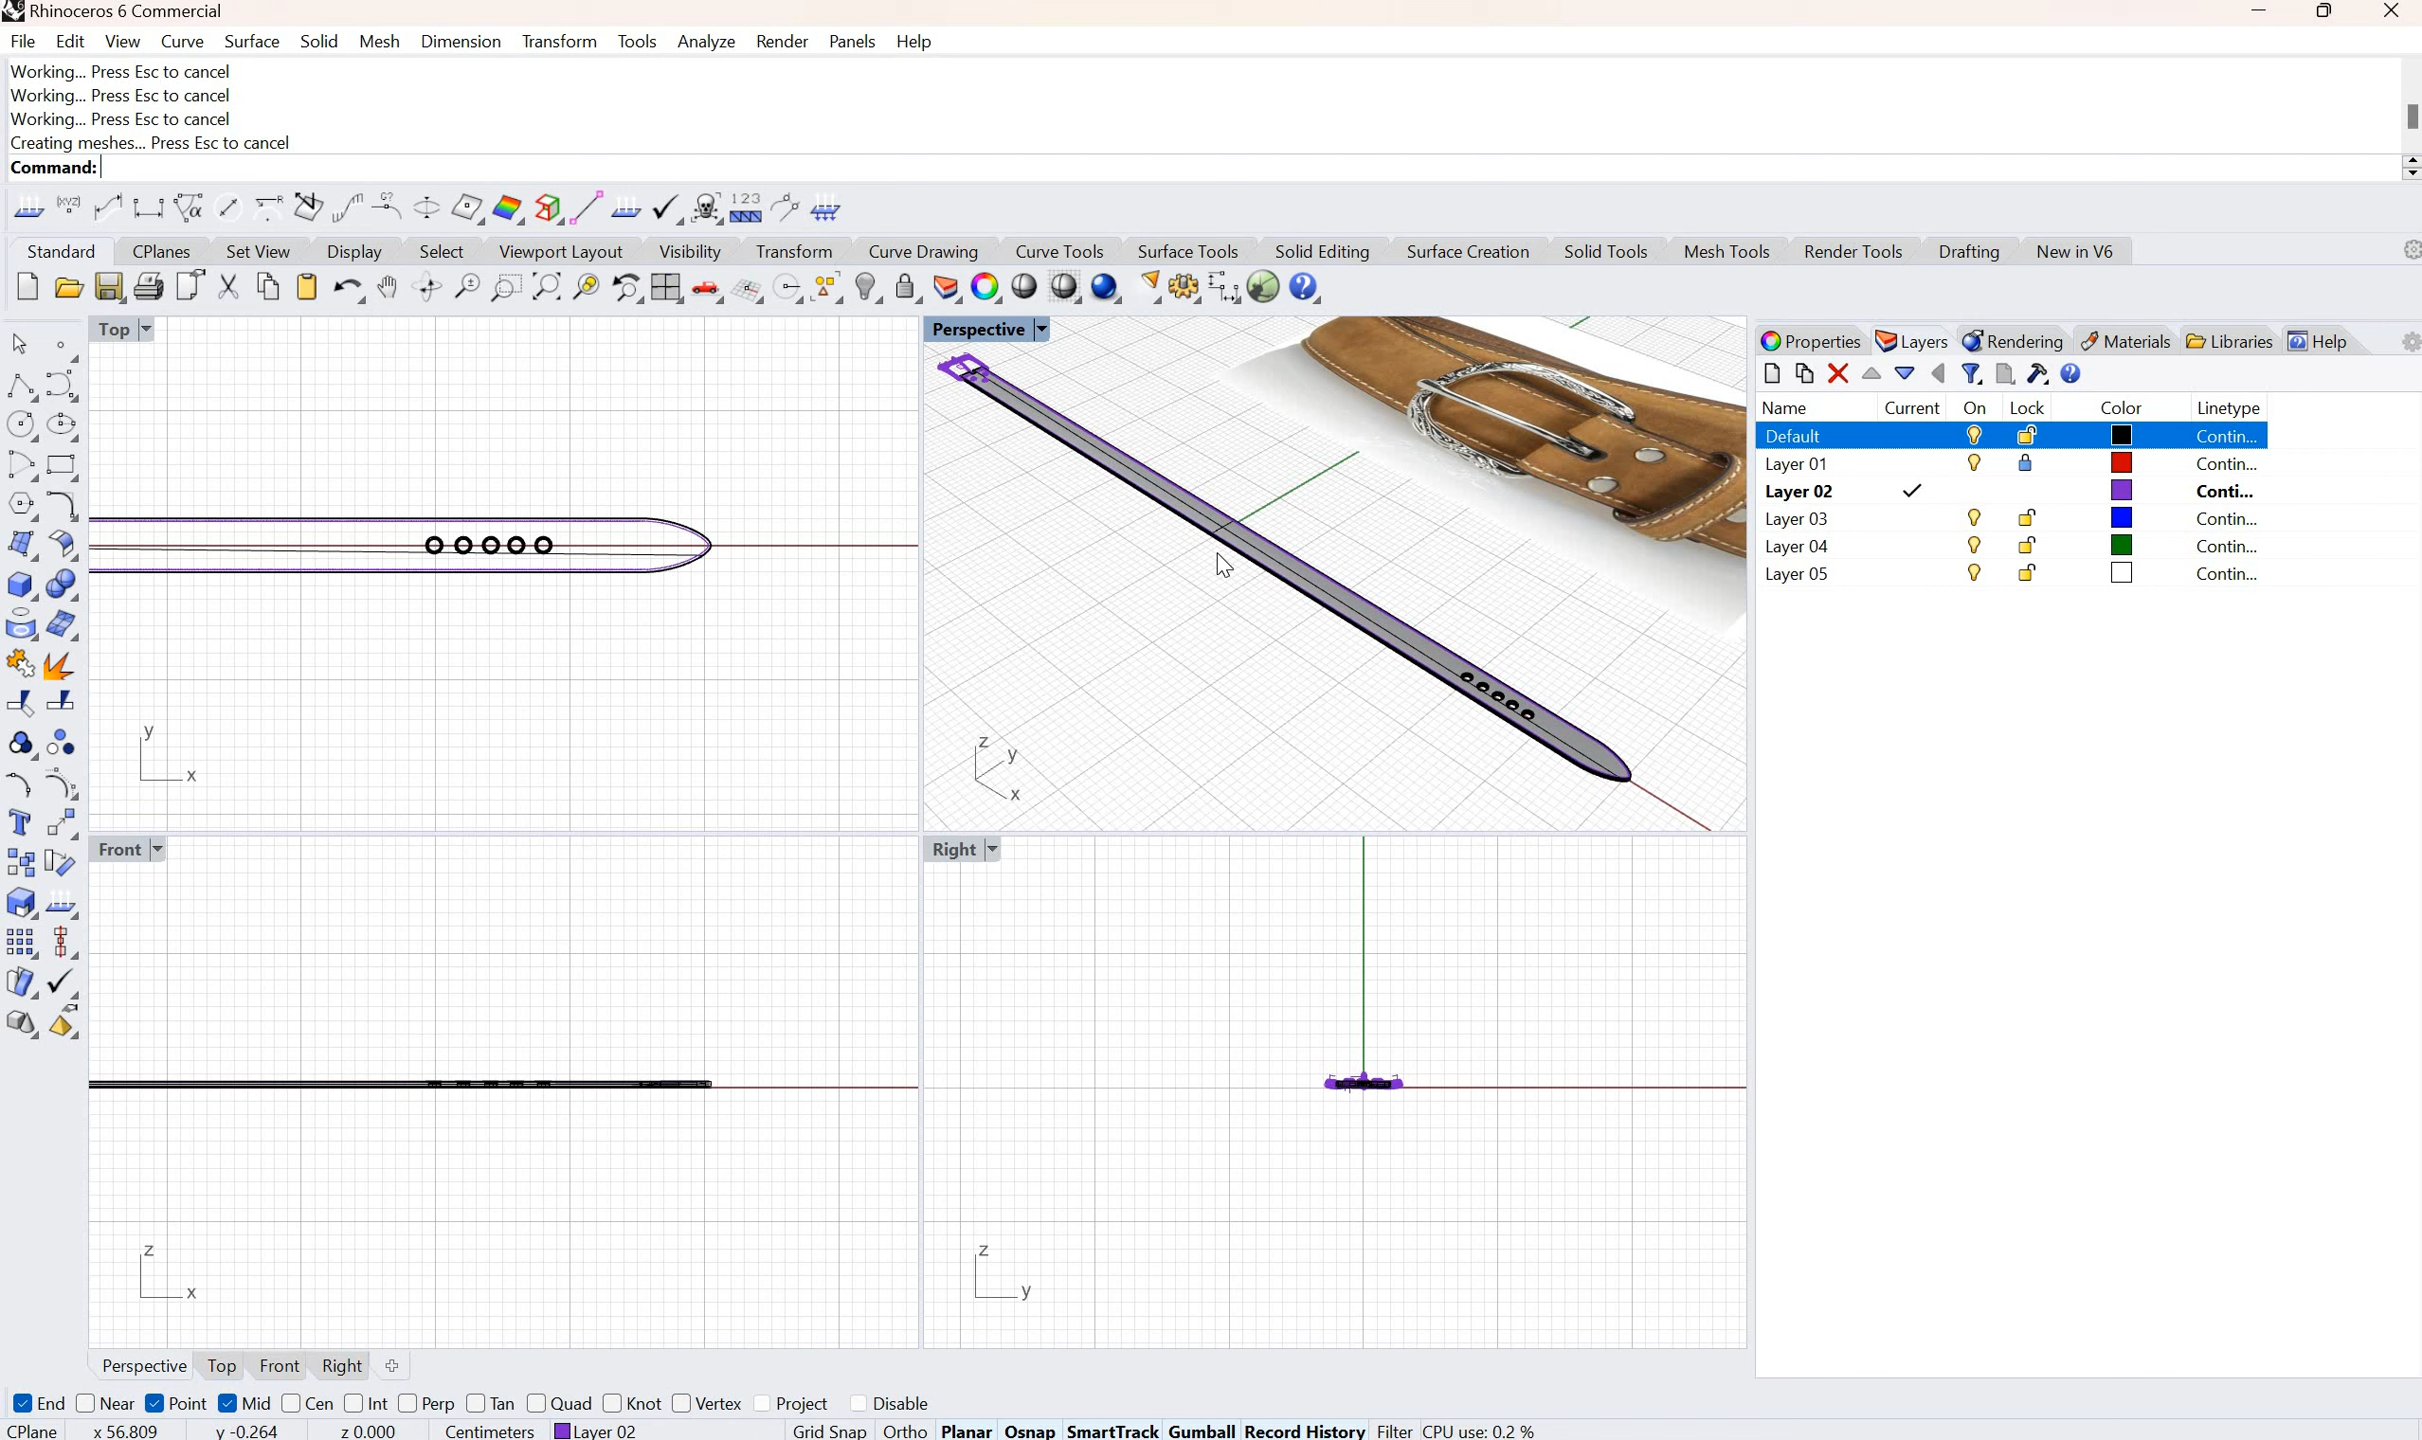 Rhinoceros 6 Commercial
File Edit View Curve Surface Solid Mesh Dimension Transform Tools Analyze Render Panels Help
Working... Press Esc to cancel
Working... Press Esc to cancel
Working... Press Esc to cancel
Creating meshes... Press Esc to cancel
Command:
Standard CPlanes Set View Display Select Viewport Layout Visibility Transform Curve Drawing Curve Tools Surface Tools Solid Editing Surface Creation Solid Tools Mesh Tools Render Tools Drafting New in V6
Top
Perspective
Properties Layers Rendering Materials Libraries Help
Name Current On Lock Color Linetype
Default Contin...
Layer 01 Contin...
Layer 02 Conti...
Layer 03 Contin...
Layer 04 Contin...
Layer 05 Contin...
y
x
z
y
x
Front
Right
z
x
z
y
Perspective Top Front Right
End Near Point Mid Cen Int Perp Tan Quad Knot Vertex Project Disable
CPlane x 56.809 y -0.264 z 0.000 Centimeters Layer 02 Grid Snap Ortho Planar Osnap SmartTrack Gumball Record History Filter CPU use: 0.2 %